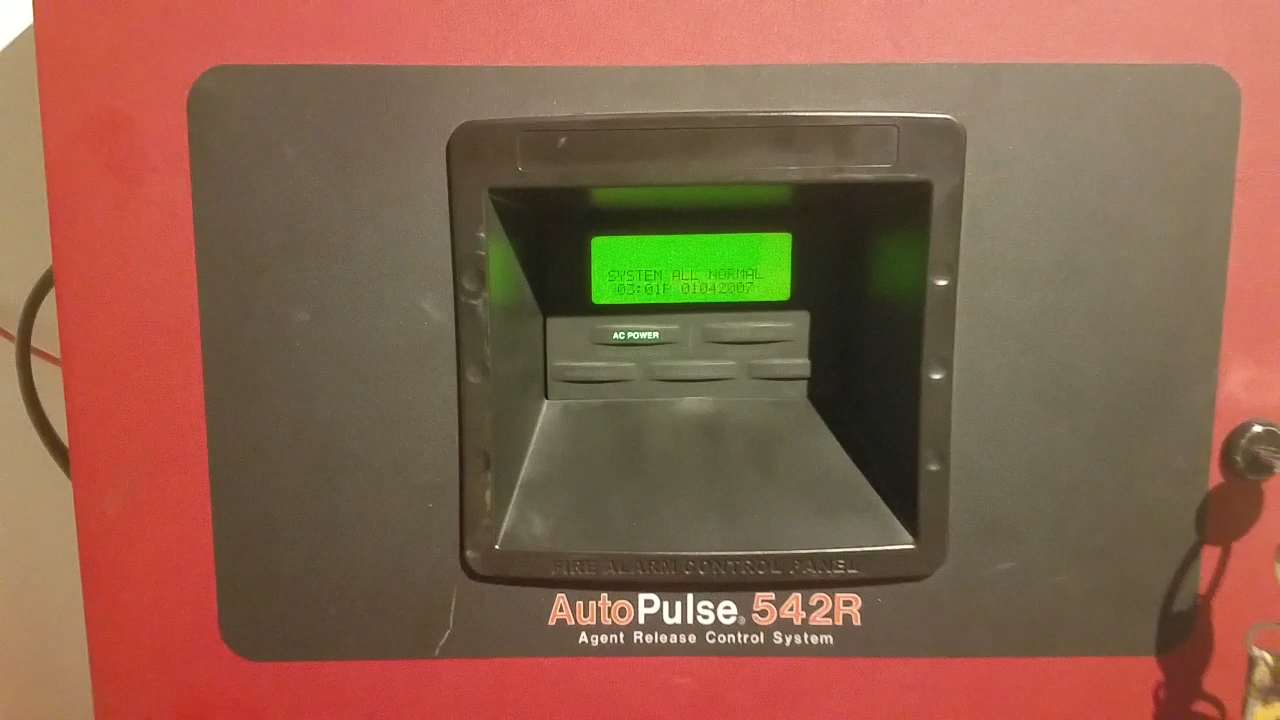 SYSTEM ALL NORMAL
03:01P 01042007
AC POWER
FIRE ALARM CONTROL PANEL
AutoPulse® 542R
Agent Release Control System